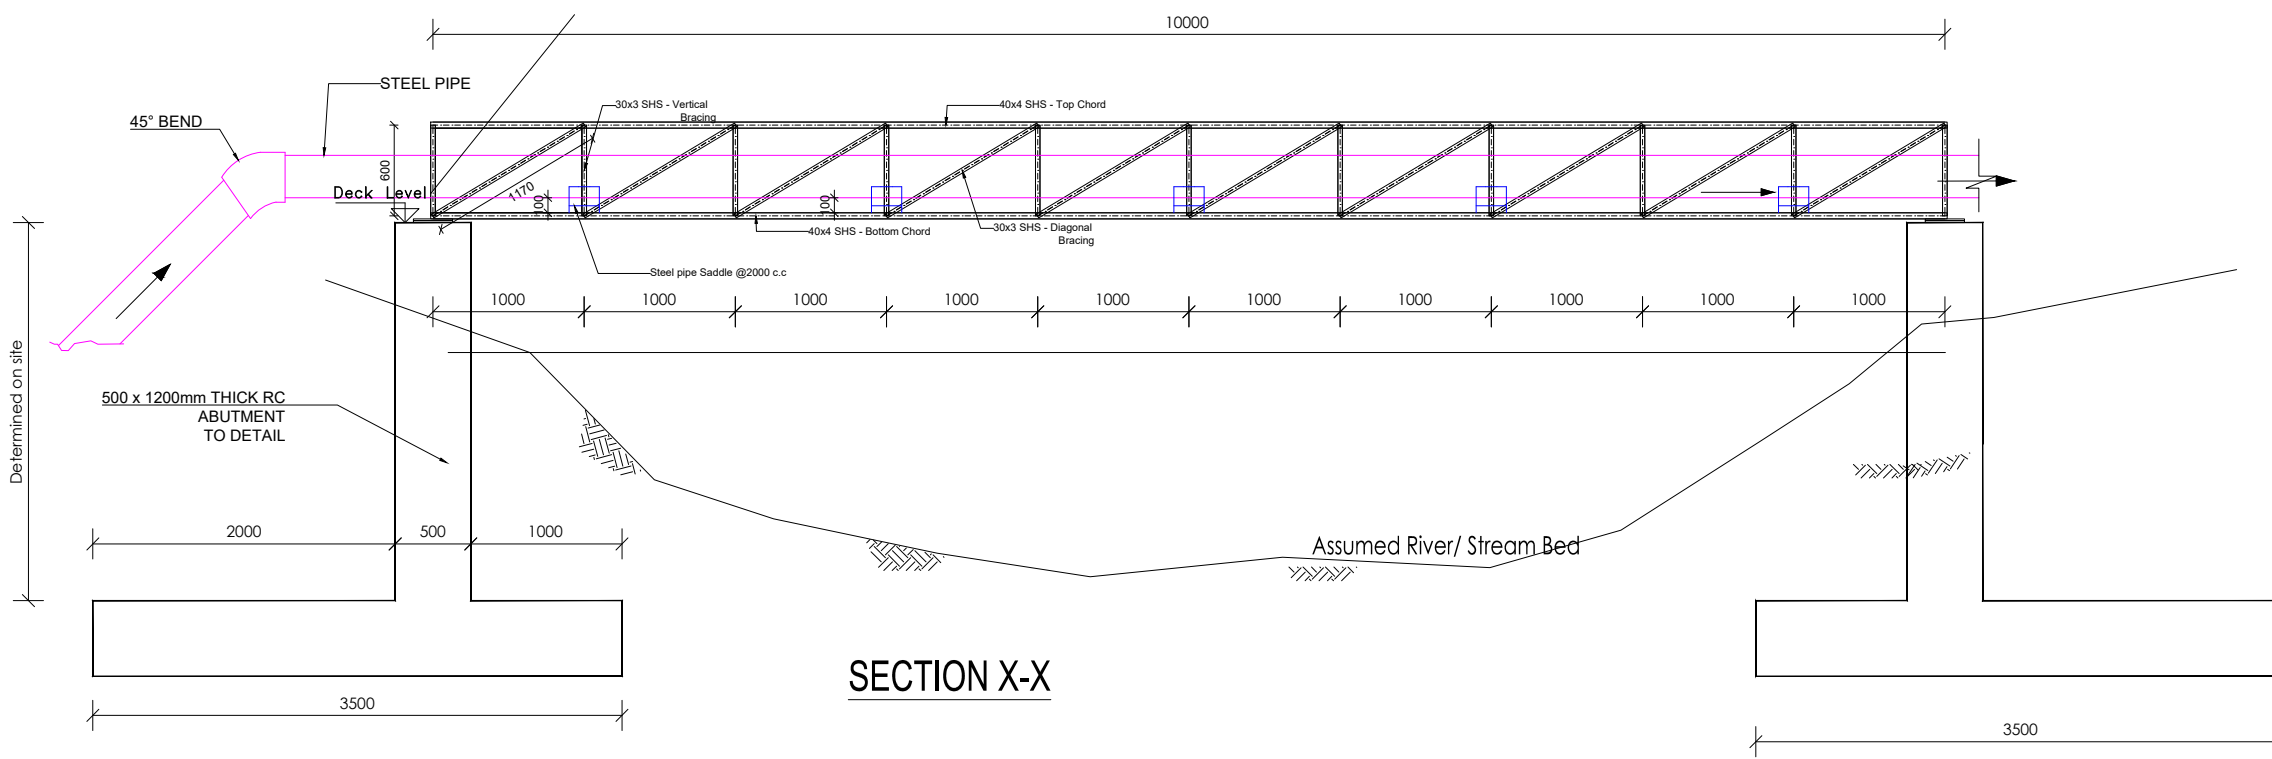 10000
STEEL PIPE
45° BEND
30x3 SHS - Vertical
Bracing
40x4 SHS - Top Chord
600
1170
Deck Level
100
100
40x4 SHS - Bottom Chord
30x3 SHS - Diagonal
Bracing
Steel pipe Saddle @2000 c.c
1000
1000
1000
1000
1000
1000
1000
1000
1000
1000
Determined on site
500 x 1200mm THICK RC
ABUTMENT
TO DETAIL
2000
500
1000
Assumed River/ Stream Bed
SECTION X-X
3500
3500